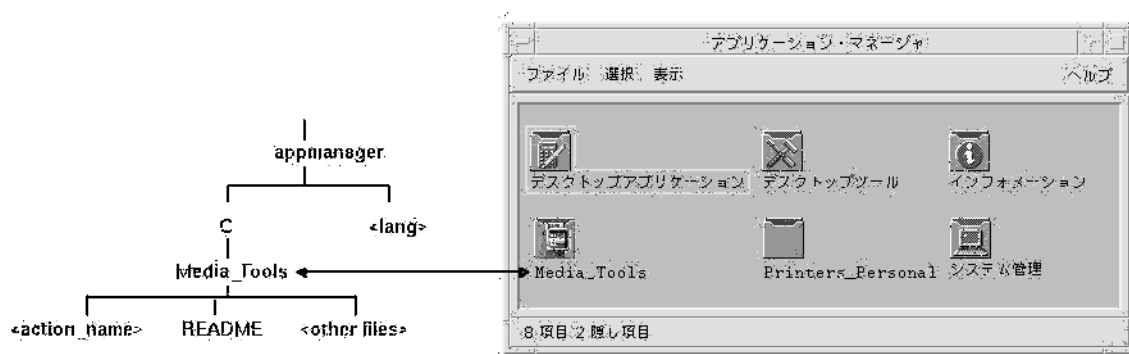 appmanager
C <lang>
Media_Tools
<action_name> README <other files>
アプリケーション・マネージャ
ファイル 選択 表示 ヘルプ
デスクトップアプリケーション デスクトップツール インフォメーション
Media_Tools Printers_Personal システム管理
8 項目 2 隠し項目